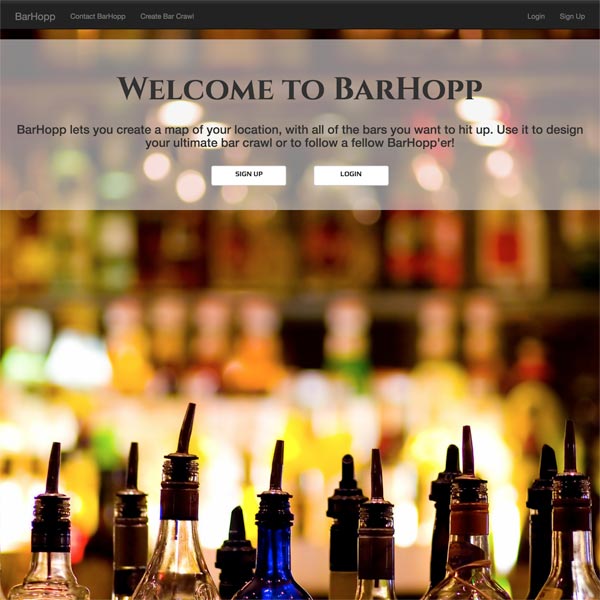 BarHopp Contact BarHopp Create Bar Crawl Login Sign Up
Welcome to BarHopp
BarHopp lets you create a map of your location, with all of the bars you want to hit up. Use it to design
your ultimate bar crawl or to follow a fellow BarHopp'er!
SIGN UP LOGIN